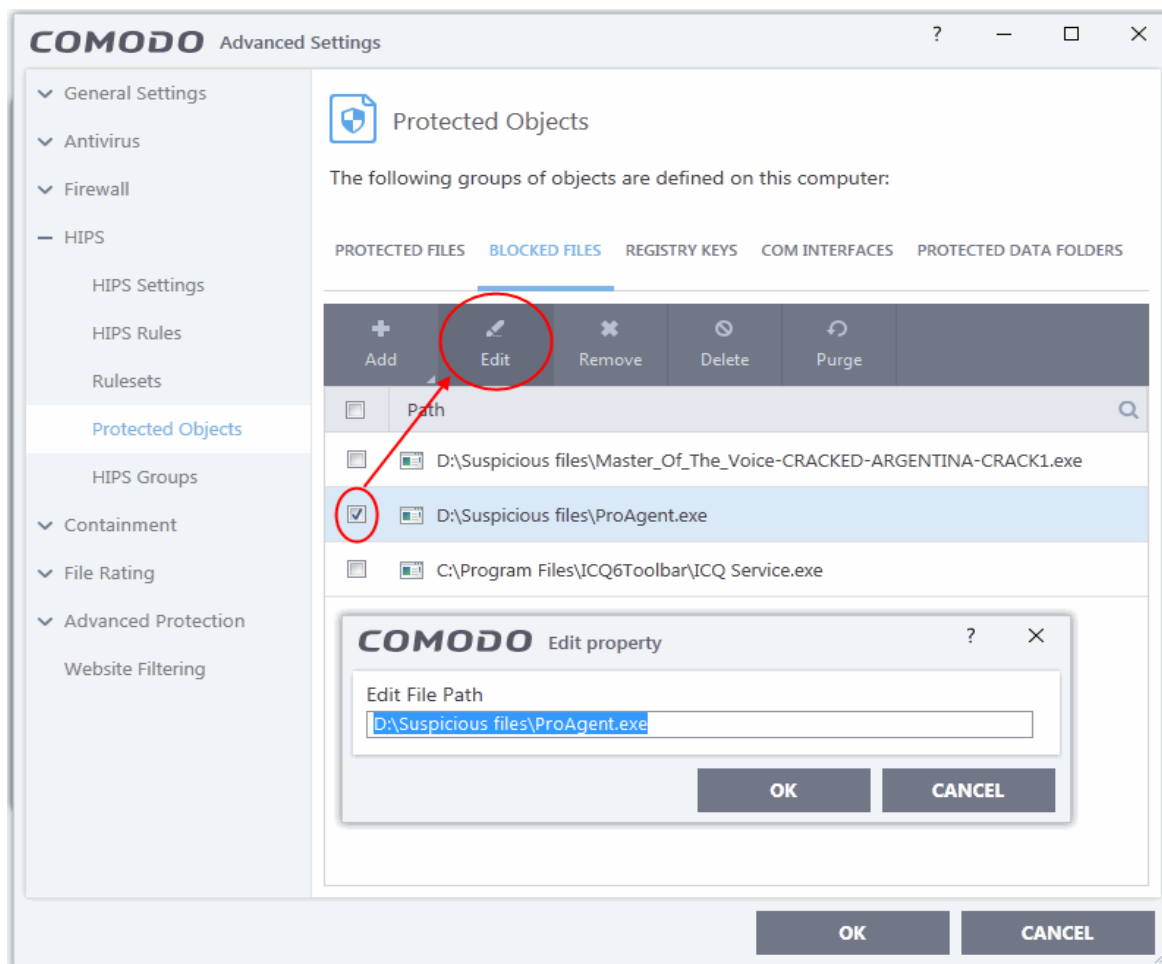 COMODO Advanced Settings ?
General Settings
Antivirus
Firewall
HIPS
HIPS Settings
HIPS Rules
Rulesets
Protected Objects
HIPS Groups
Containment
File Rating
Advanced Protection
Website Filtering
Protected Objects
The following groups of objects are defined on this computer:
PROTECTED FILES BLOCKED FILES REGISTRY KEYS COM INTERFACES PROTECTED DATA FOLDERS
Add Edit Remove Delete Purge
Path
D:\Suspicious files\Master_Of_The_Voice-CRACKED-ARGENTINA-CRACK1.exe
D:\Suspicious files\ProAgent.exe
C:\Program Files\ICQ6Toolbar\ICQ Service.exe
COMODO Edit property ?
Edit File Path
D:\Suspicious files\ProAgent.exe
OK CANCEL
OK CANCEL